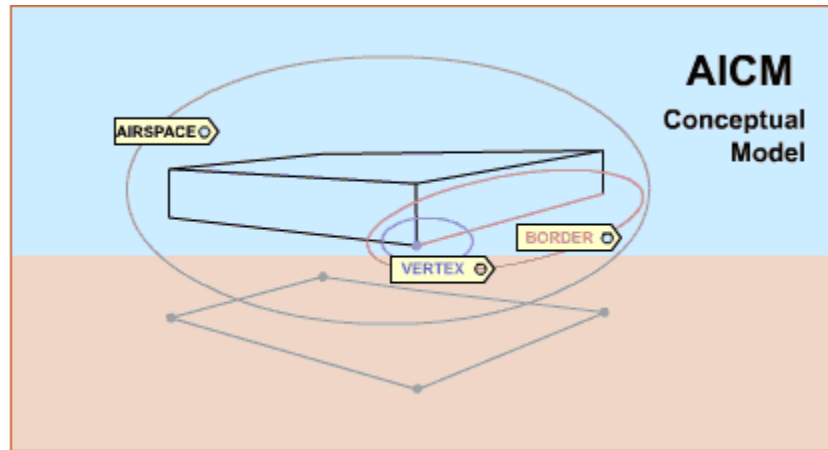 AICM
Conceptual
Model
AIRSPACE
BORDER
VERTEX